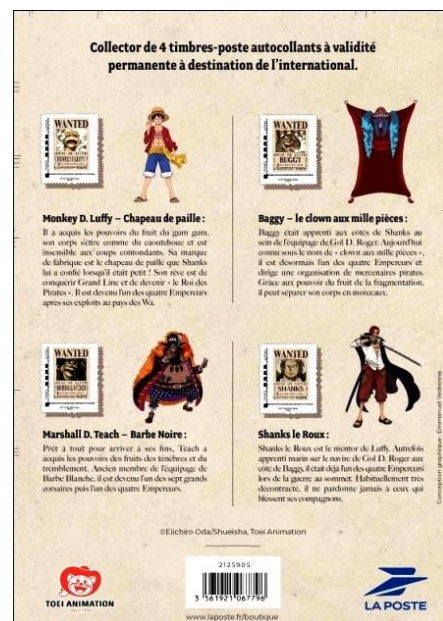 Collector de 4 timbres-poste autocollants à validité
permanente à destination de l'international.
WANTED
WANTED
BUGGY
Monkey D. Luffy – Chapeau de paille :
Il a acquis les pouvoirs du fruit du gum gum,
son corps s'étire comme du caoutchouc et est
insensible aux coups contondants. Sa marque
de fabrique est le chapeau de paille que Shanks
lui a confié lorsqu'il était petit ! Son rêve est de
conquérir Grand Line et de devenir « le Roi des
Pirates ». Il est devenu l'un des quatre Empereurs
après ses exploits au pays des Wa.
Baggy – le clown aux mille pièces :
Baggy était apprenti aux côtés de Shanks au
sein de l'équipage de Gol D. Roger. Aujourd'hui
connu sous le nom de « clown aux mille pièces »,
il est désormais l'un des quatre Empereurs et
dirige une organisation de mercenaires pirates.
Grâce aux pouvoir du fruit de la fragmentation,
il peut séparer son corps en morceaux.
WANTED
WANTED
SHANKS
Marshall D. Teach – Barbe Noire :
Prêt à tout pour arriver à ses fins, Teach a
acquis les pouvoirs des fruits des ténèbres et du
tremblement. Ancien membre de l'équipage de
Barbe Blanche, il est devenu l'un des sept grands
corsaires puis l'un des quatre Empereurs.
Shanks le Roux :
Shanks le Roux est le mentor de Luffy. Autrefois
apprenti marin sur le navire de Gol D. Roger aux
côté de Baggy, il était déjà l'un des quatre Empereurs
lors de la guerre au sommet. Habituellement très
décontracté, il ne pardonne jamais à ceux qui
blessent ses compagnons.
©Eiichiro Oda/Shueisha, Toei Animation
TOEI ANIMATION
2125905
3 561921 067796
www.laposte.fr/boutique
LA POSTE